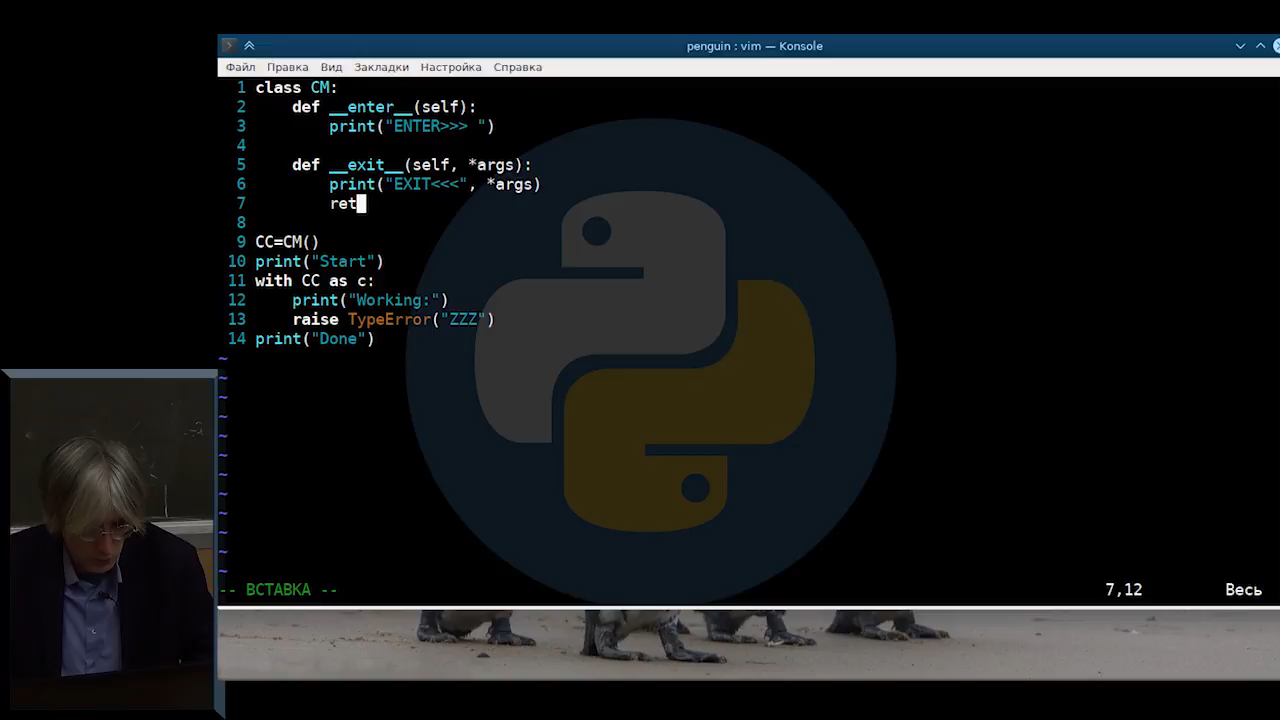 penguin : vim — Konsole
Файл Правка Вид Закладки Настройка Справка
1 class CM:
2     def __enter__(self):
3         print("ENTER>>> ")
4
5     def __exit__(self, *args):
6         print("EXIT<<<", *args)
7         ret
8
9 CC=CM()
10 print("Start")
11 with CC as c:
12     print("Working:")
13     raise TypeError("ZZZ")
14 print("Done")
~
~
~
~
~
~
~
~
~
~
~
~
-- ВСТАВКА -- 7,12 Весь